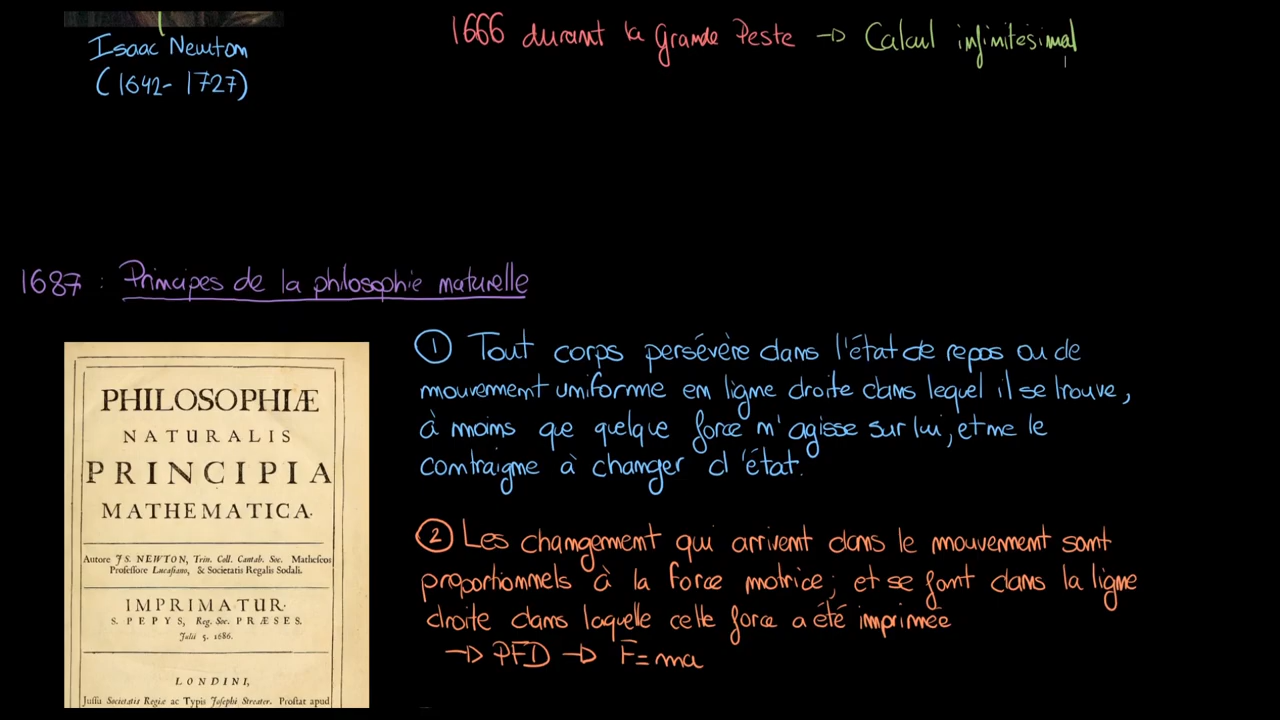 Isaac Newton
(1642- 1727)
1666 durant la Grande Peste → Calcul infinitésimal
1687 : Principes de la philosophie naturelle
PHILOSOPHIÆ
NATURALIS
PRINCIPIA
MATHEMATICA.
Autore JS. NEWTON, Trin. Coll. Cantab. Soc. Matheseos
Professore Lucasiano, & Societatis Regalis Sodali.
IMPRIMATUR.
S. PEPYS, Reg. Soc. PRÆSES.
Julii 5. 1686.
LONDINI,
Jussu Societatis Regiæ ac Typis Josephi Streater. Prostat apud
① Tout corps persévère dans l'état de repos ou de
mouvement uniforme en ligne droite dans lequel il se trouve,
à moins que quelque force n'agisse sur lui, et ne le
contraigne à changer d'état.
② Les changement qui arrivent dans le mouvement sont
proportionnels à la force motrice; et se font dans la ligne
droite dans laquelle cette force a été imprimée
→ PFD → F=ma